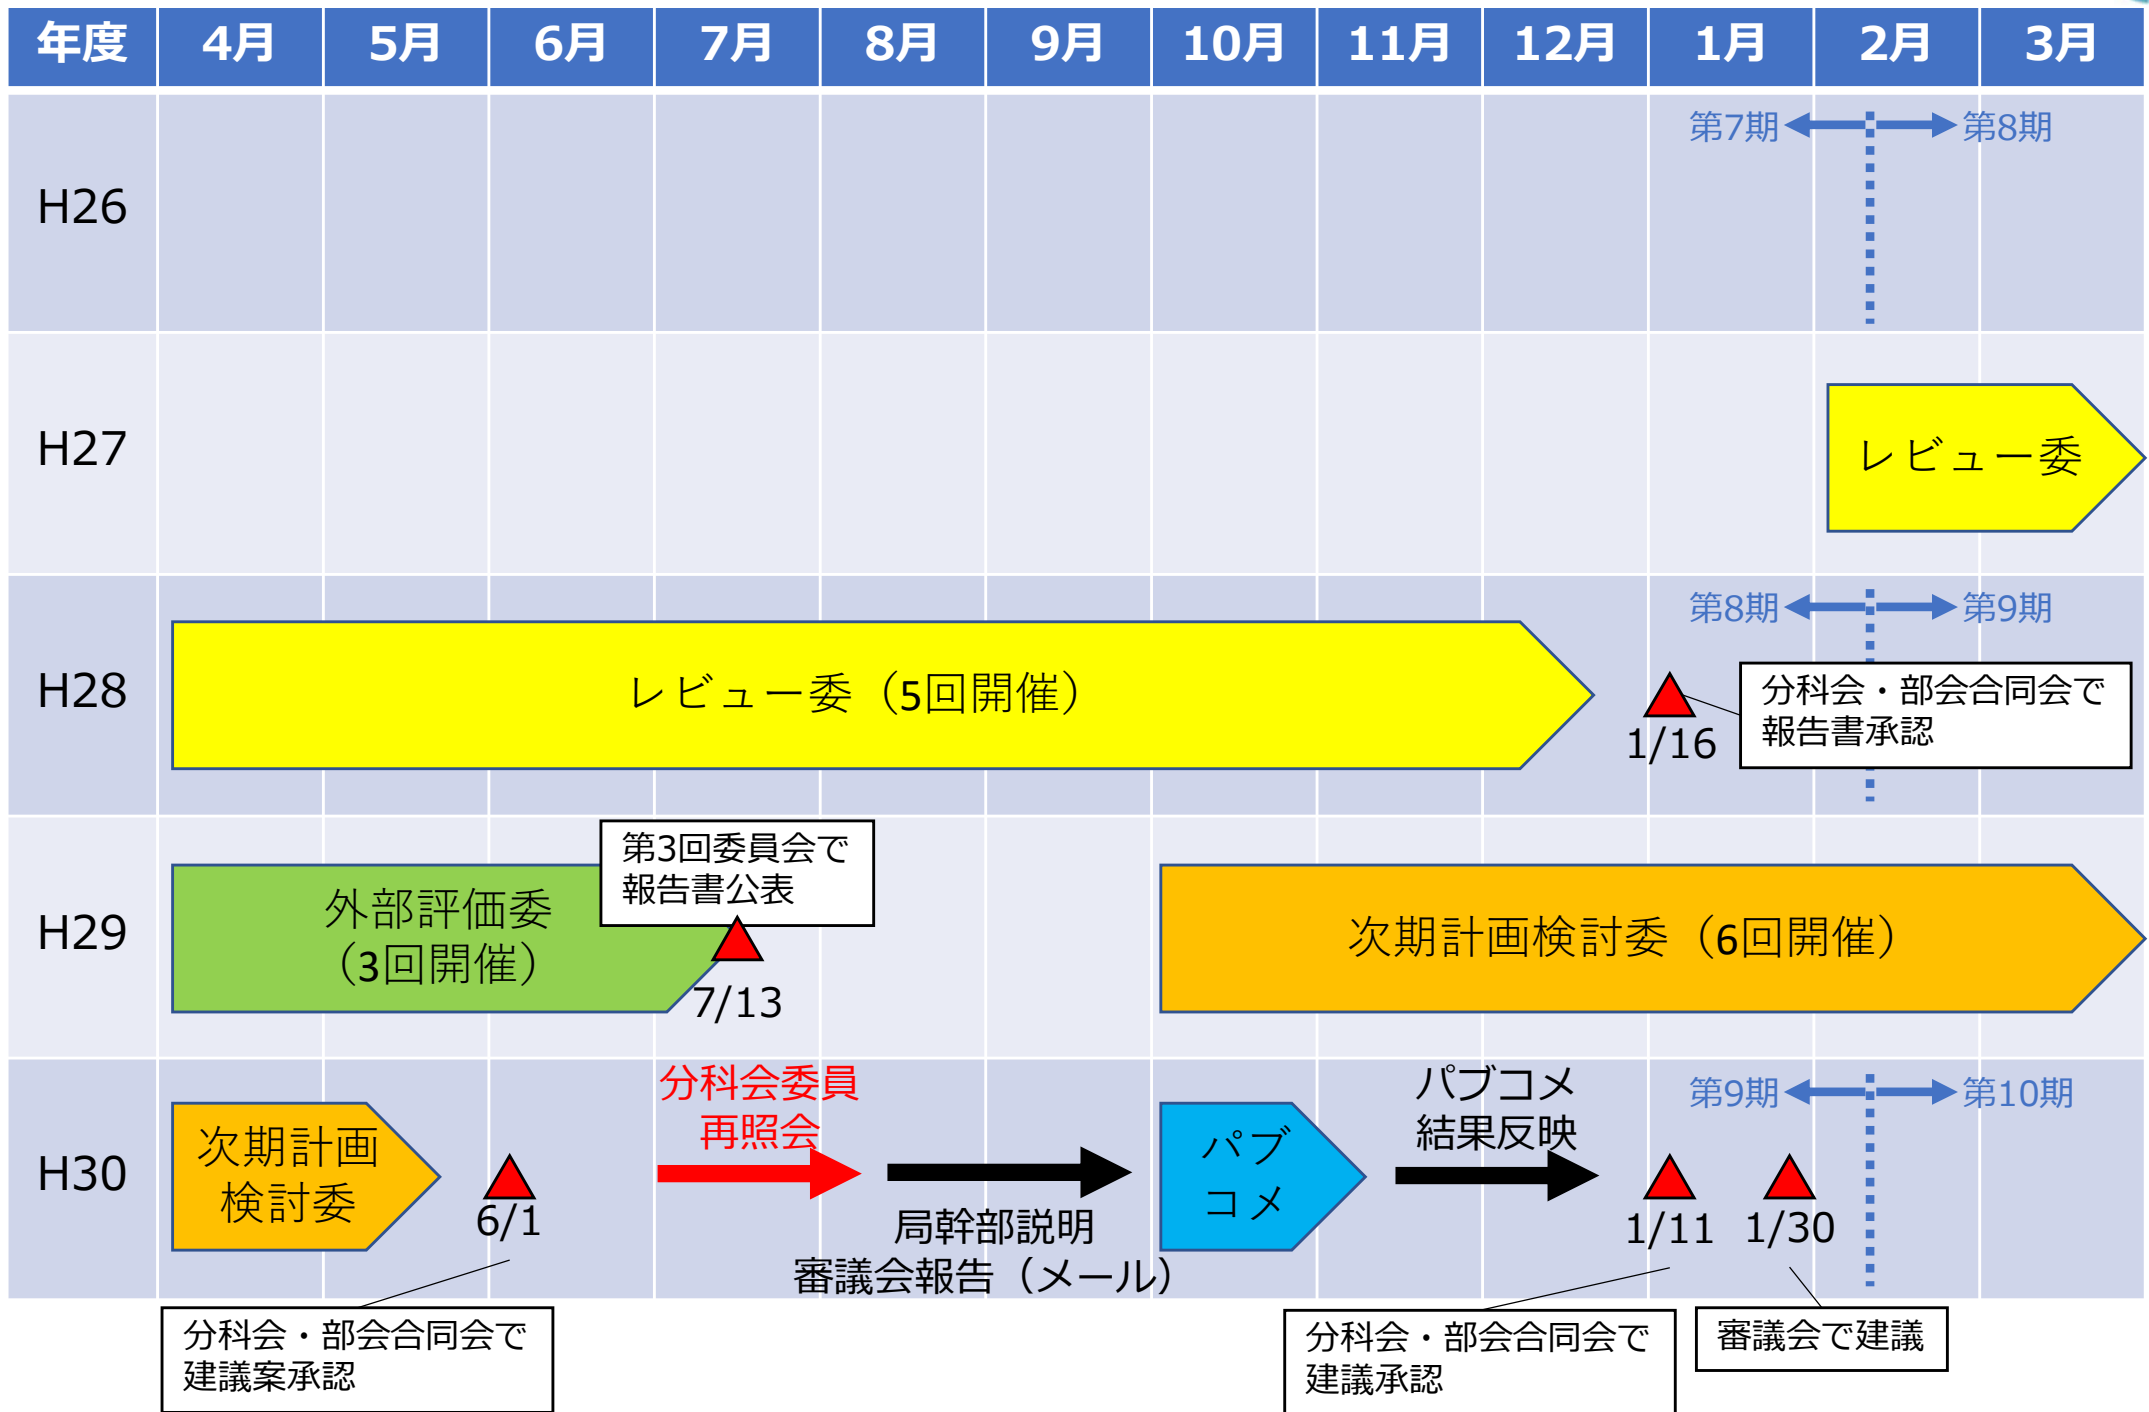 年度 4月 5月 6月 7月 8月 9月 10月 11月 12月 1月 2月 3月
H26
第7期 第8期
H27
レビュー委
H28
レビュー委（5回開催）
第8期 第9期
1/16
分科会・部会合同会で
報告書承認
H29
外部評価委
（3回開催）
第3回委員会で
報告書公表
7/13
次期計画検討委（6回開催）
H30
次期計画
検討委
6/1
分科会・部会合同会で
建議案承認
分科会委員
再照会
局幹部説明
審議会報告（メール）
パブ
コメ
パブコメ
結果反映
第9期 第10期
1/11
1/30
分科会・部会合同会で
建議承認
審議会で建議